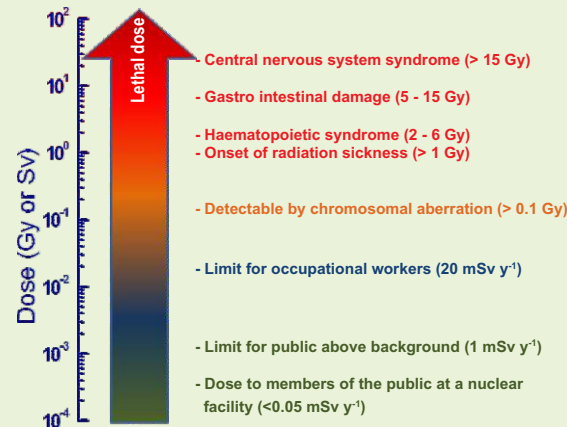 Dose (Gy or Sv)
10²
10¹
10⁰
10⁻¹
10⁻²
10⁻³
10⁻⁴
Lethal dose
- Central nervous system syndrome (> 15 Gy)
- Gastro intestinal damage (5 - 15 Gy)
- Haematopoietic syndrome (2 - 6 Gy)
- Onset of radiation sickness (> 1 Gy)
- Detectable by chromosomal aberration (> 0.1 Gy)
- Limit for occupational workers (20 mSv y⁻¹)
- Limit for public above background (1 mSv y⁻¹)
- Dose to members of the public at a nuclear
facility (<0.05 mSv y⁻¹)